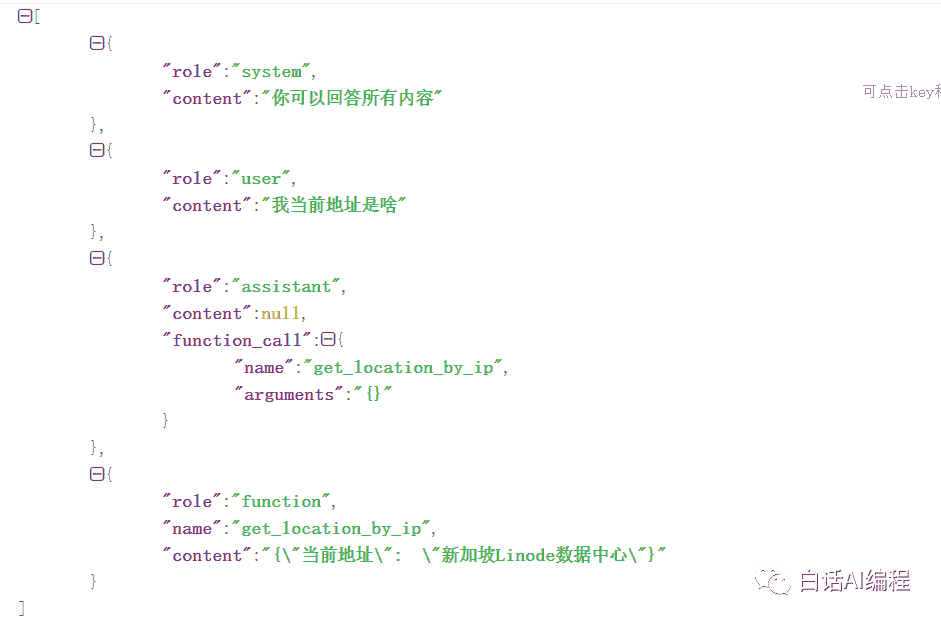 [
{
"role":"system",
"content":"你可以回答所有内容"
可点击key和
},
{
"role":"user",
"content":"我当前地址是啥"
},
{
"role":"assistant",
"content":null,
"function_call":{
"name":"get_location_by_ip",
"arguments":"{}"
}
},
{
"role":"function",
"name":"get_location_by_ip",
"content":"{\"当前地址\": \"新加坡Linode数据中心\"}"
}
白话AI编程
]